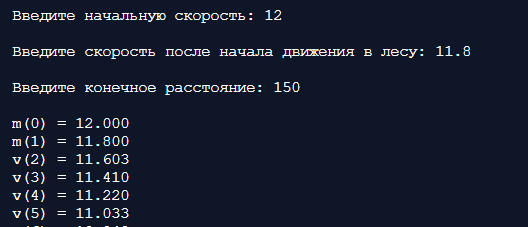 Введите начальную скорость: 12
Введите скорость после начала движения в лесу: 11.8
Введите конечное расстояние: 150
m(0) = 12.000
m(1) = 11.800
v(2) = 11.603
v(3) = 11.410
v(4) = 11.220
v(5) = 11.033